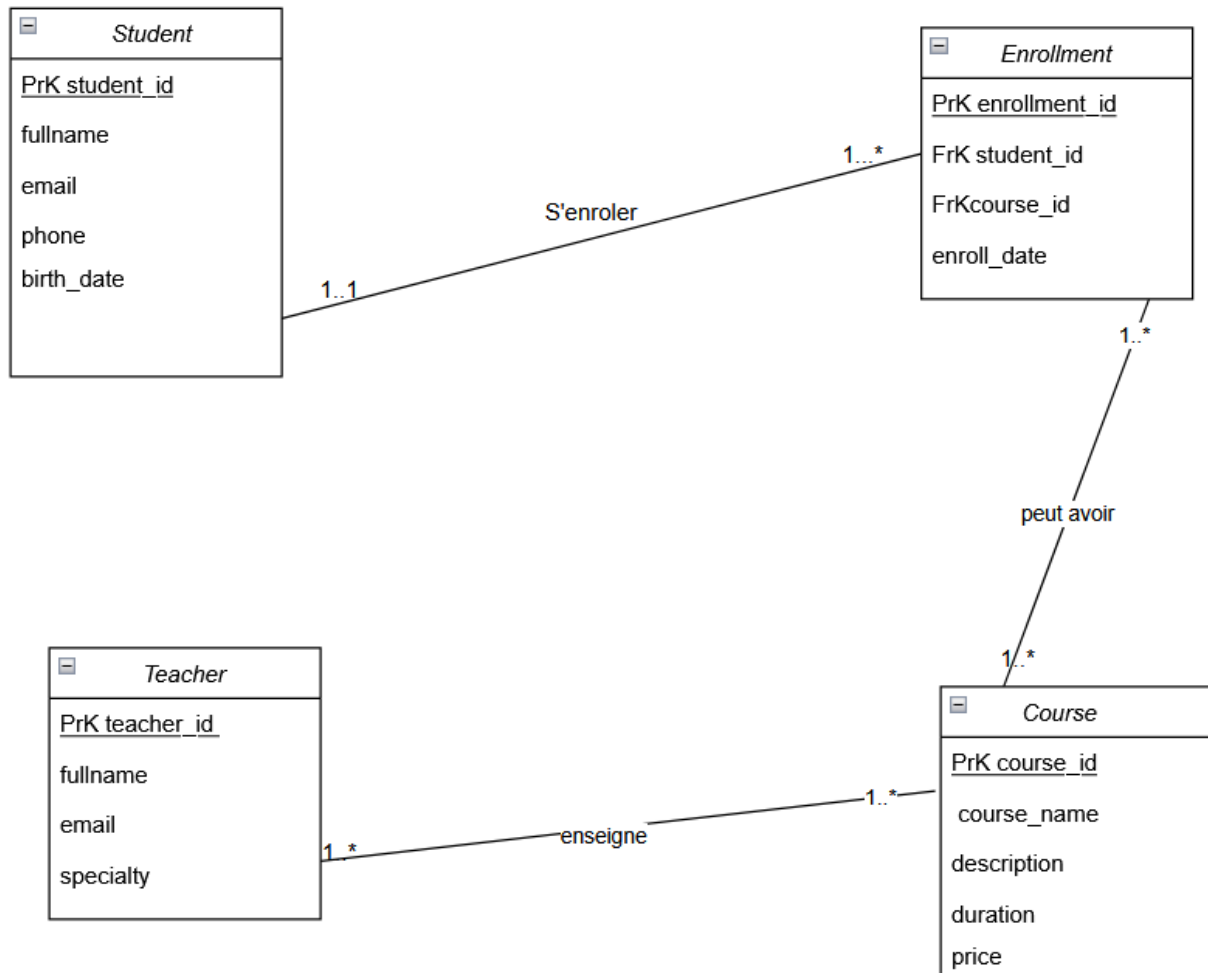 Student
PrK student_id
fullname
email
phone
birth_date
Enrollment
PrK enrollment_id
FrK student_id
FrKcourse_id
enroll_date
1...*
S'enroler
1..1
1..*
peut avoir
1..*
Teacher
PrK teacher_id
fullname
email
specialty
1..*
enseigne
1..*
Course
PrK course_id
course_name
description
duration
price